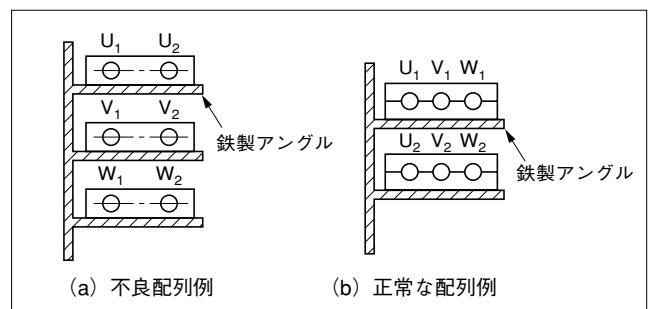 U1 U2
V1 V2
W1 W2
鉄製アングル
(a) 不良配列例
U1 V1 W1
U2 V2 W2
鉄製アングル
(b) 正常な配列例